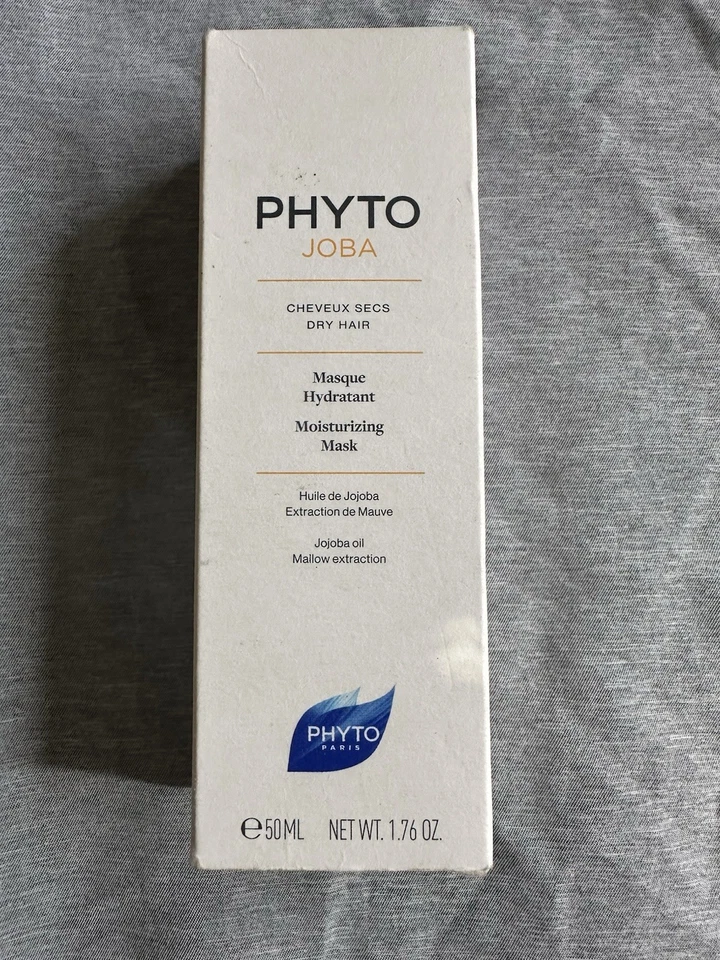 PHYTO
JOBA
CHEVEUX SECS
DRY HAIR
Masque
Hydratant
Moisturizing
Mask
Huile de Jojoba
Extraction de Mauve
Jojoba oil
Mallow extraction
PHYTO
PARIS
℮50ML NET WT. 1.76 OZ.